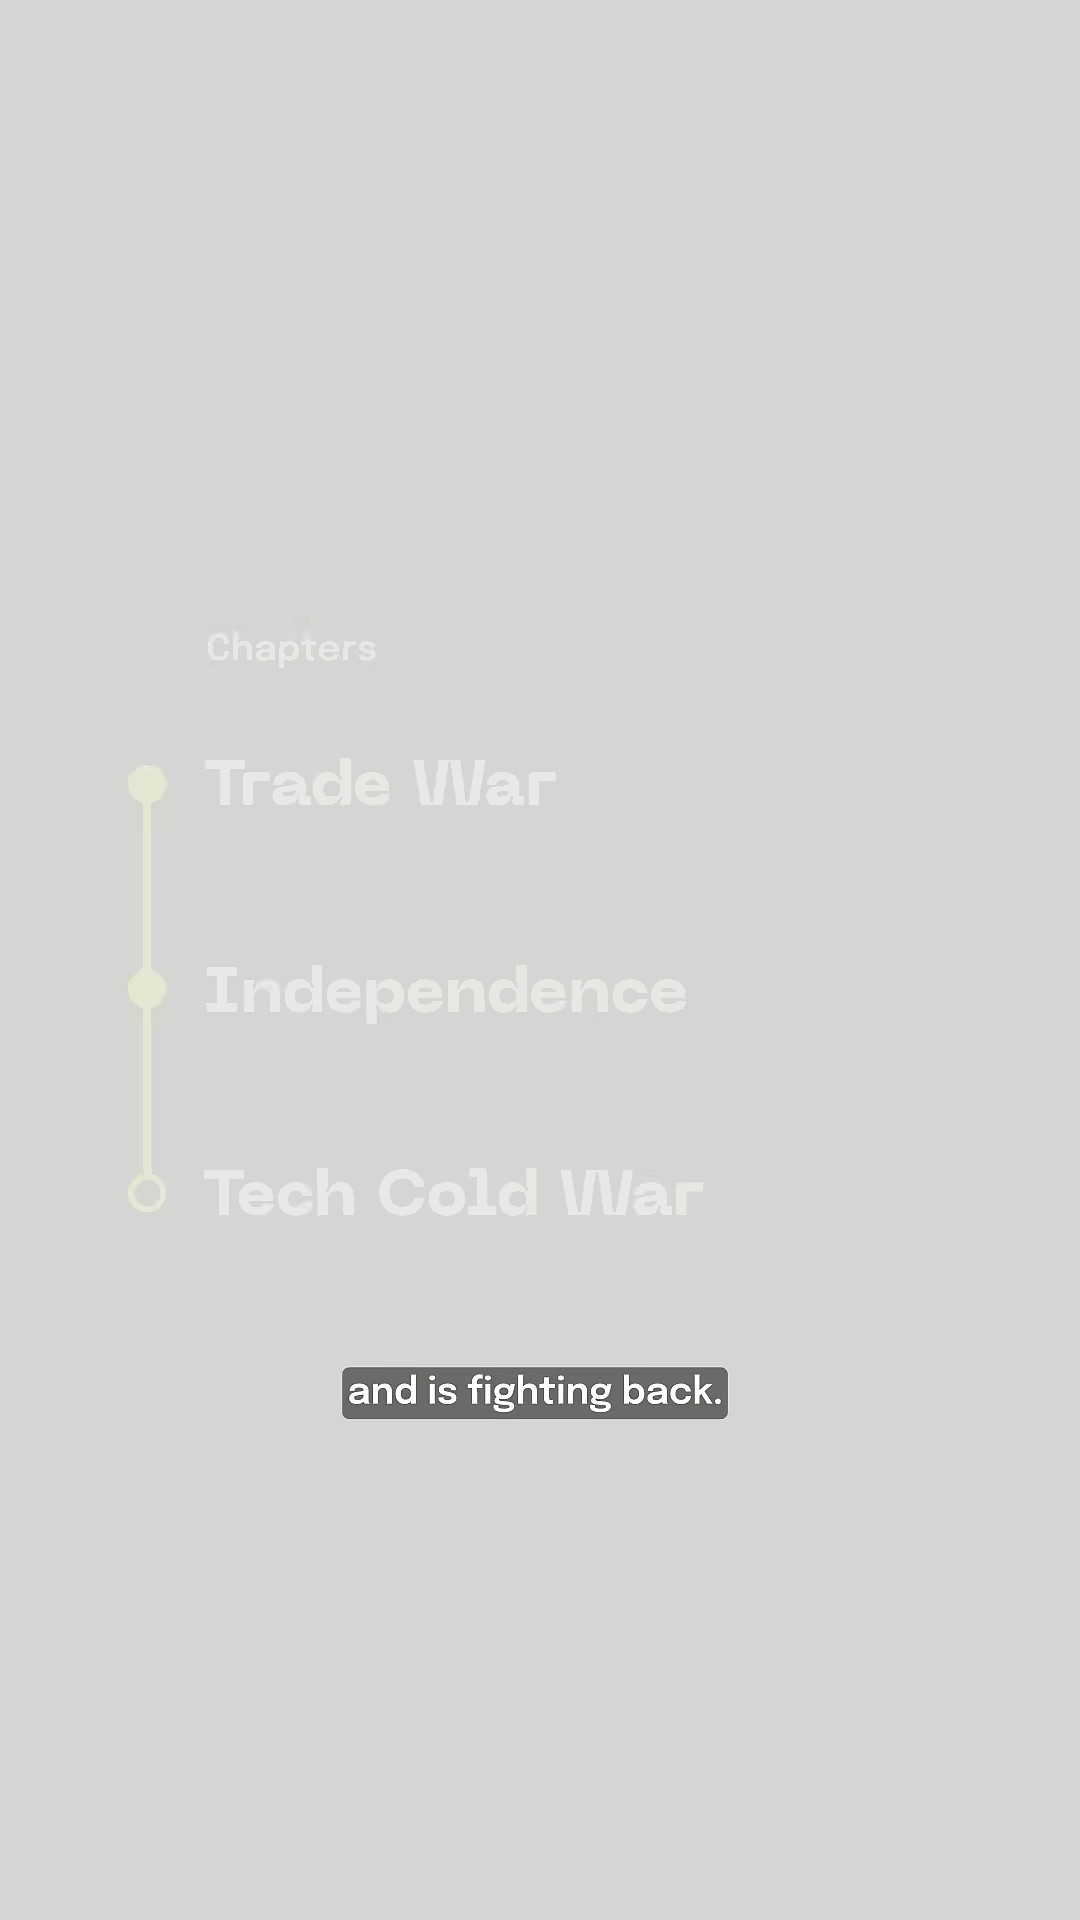 Chapters
Trade War
Independence
Tech Cold War
and is fighting back.